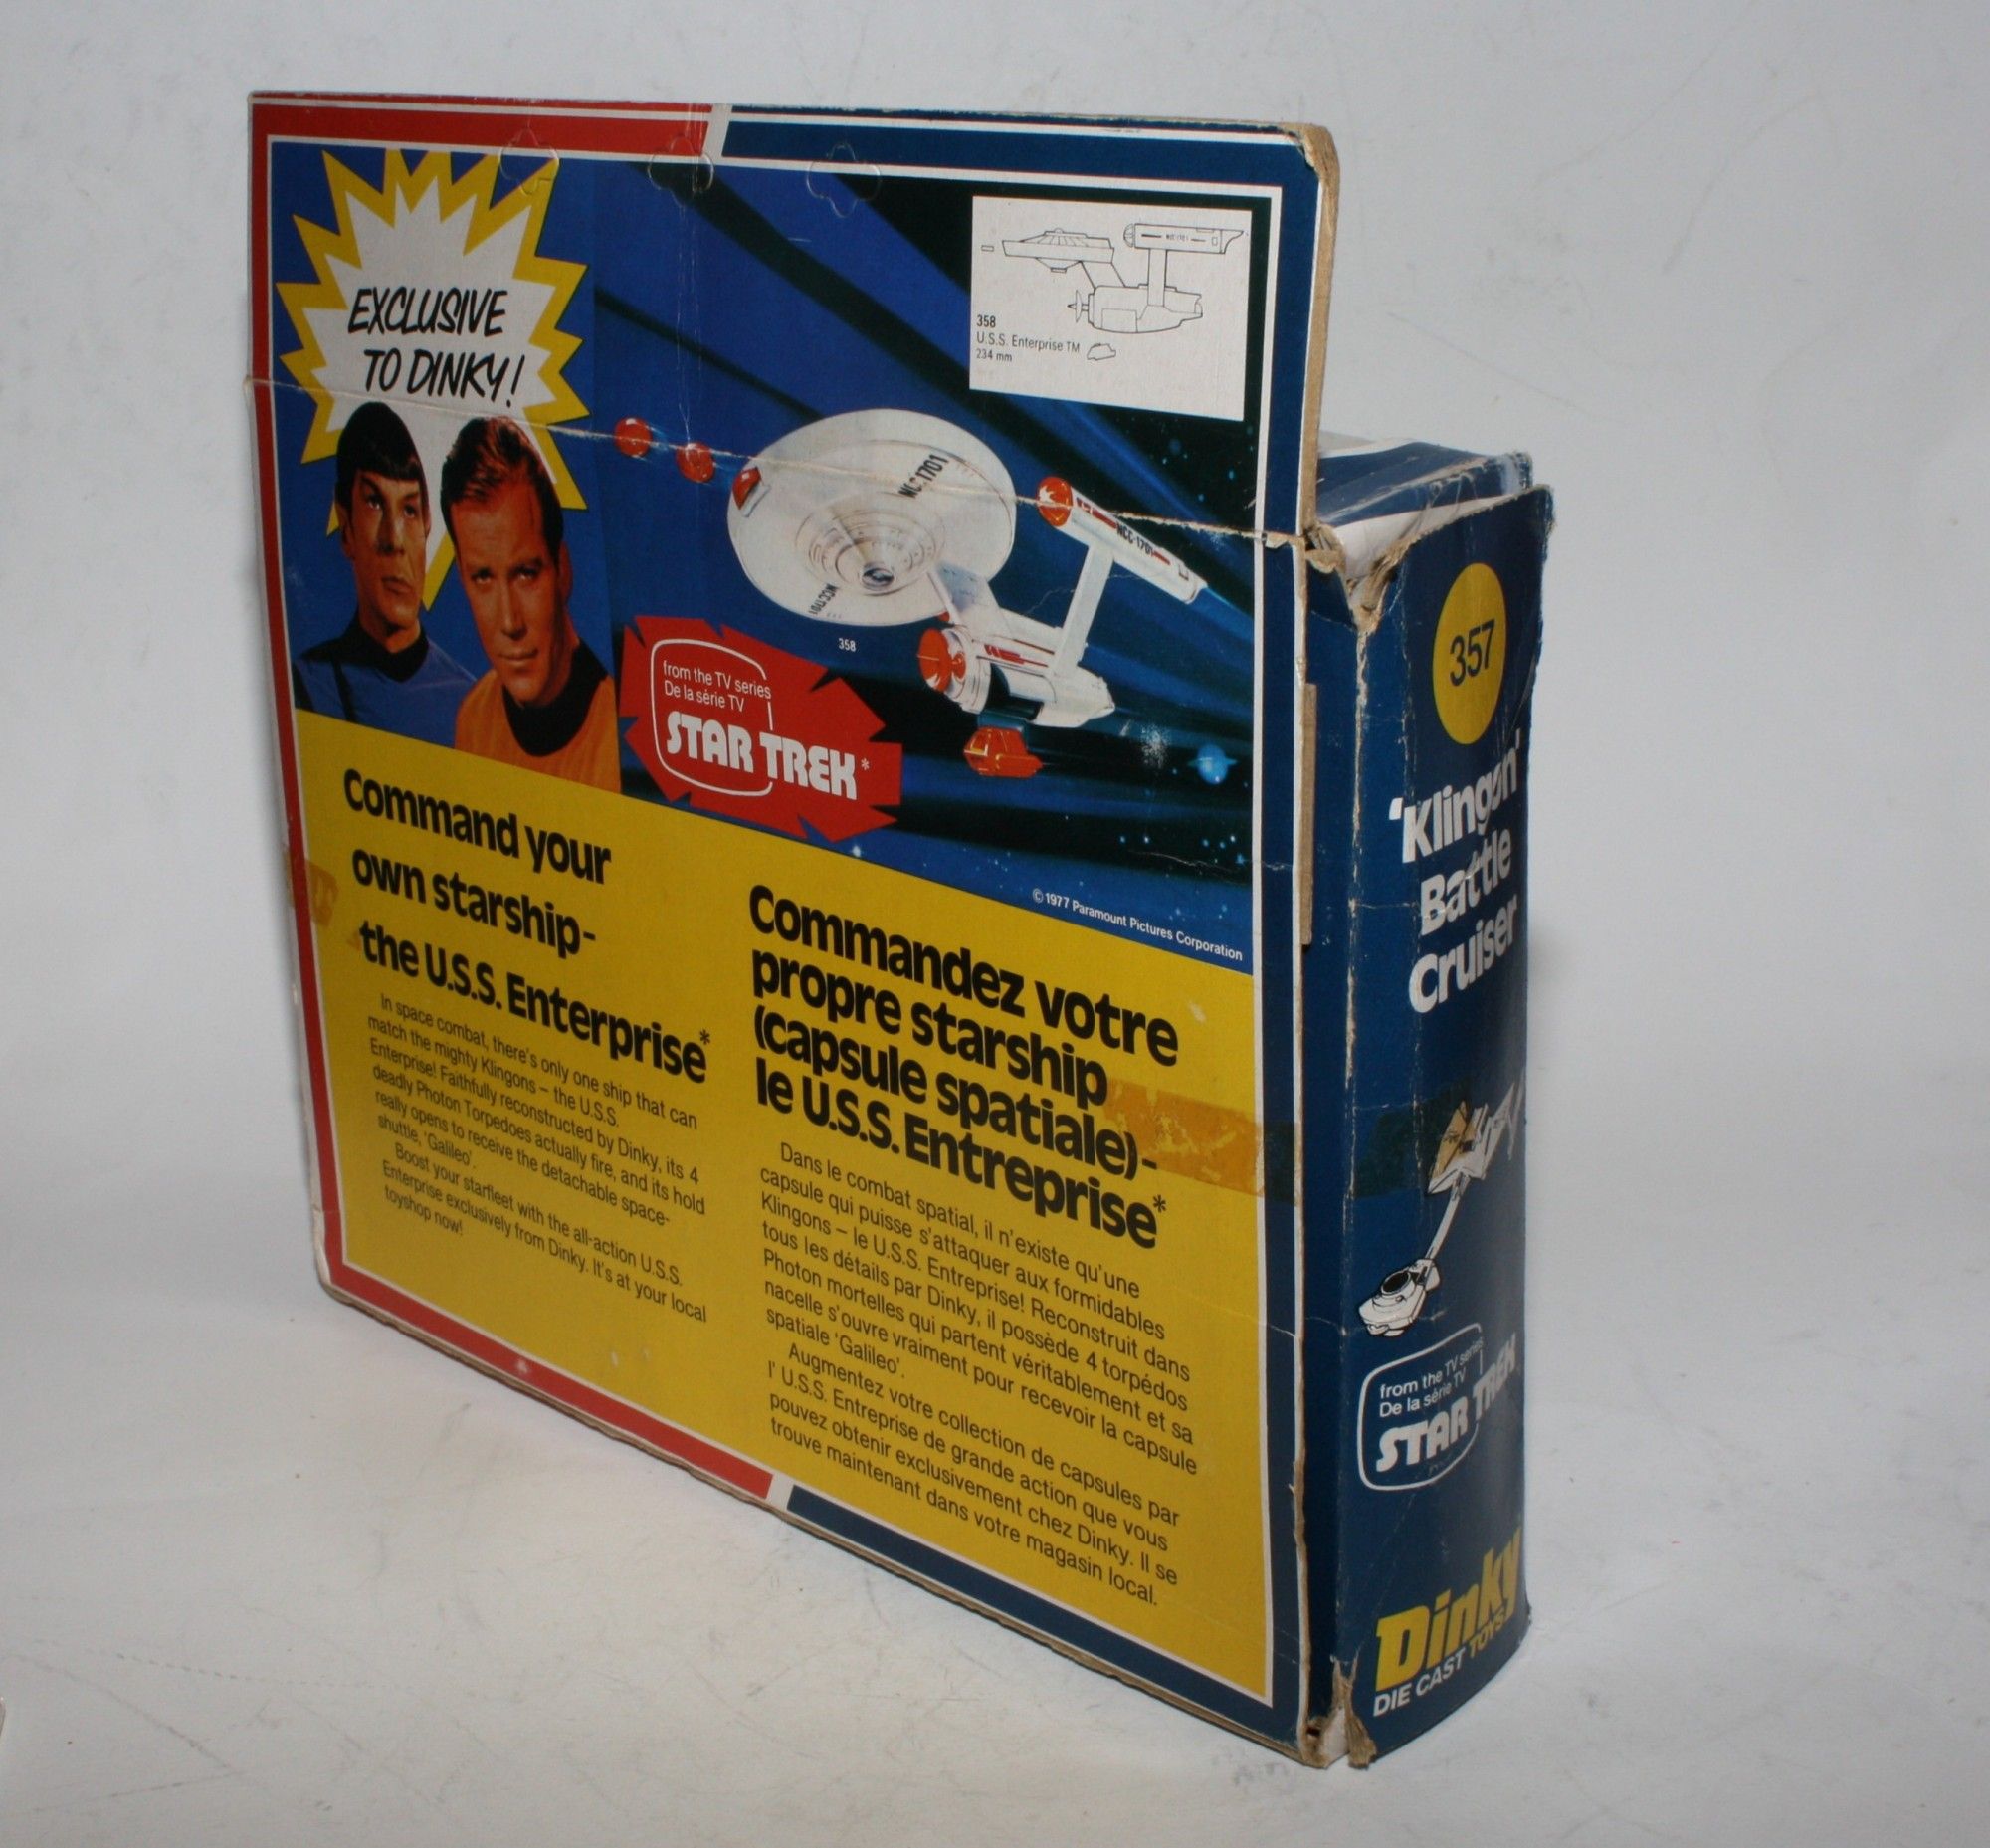 EXCLUSIVE
TO DINKY!
358
U.S.S. Enterprise TM
234 mm
NCC 1701
NCC 1701
NCC-1701
NCC 1701
358
from the TV series
De la série TV
STAR TREK*
© 1977 Paramount Pictures Corporation
Command your
own starship-
the U.S.S. Enterprise*
In space combat, there's only one ship that can
match the mighty Klingons – the U.S.S.
Enterprise! Faithfully reconstructed by Dinky, its 4
deadly Photon Torpedoes actually fire, and its hold
really opens to receive the detachable space-
shuttle, 'Galileo'.
Boost your starfleet with the all-action U.S.S.
Enterprise exclusively from Dinky. It's at your local
toyshop now!
Commandez votre
propre starship
(capsule spatiale)-
le U.S.S. Entreprise*
Dans le combat spatial, il n'existe qu'une
capsule qui puisse s'attaquer aux formidables
Klingons – le U.S.S. Entreprise! Reconstruit dans
tous les détails par Dinky, il possède 4 torpédos
Photon mortelles qui partent véritablement et sa
nacelle s'ouvre vraiment pour recevoir la capsule
spatiale 'Galileo'.
Augmentez votre collection de capsules par
l' U.S.S. Entreprise de grande action que vous
pouvez obtenir exclusivement chez Dinky. Il se
trouve maintenant dans votre magasin local.
357
'Klingon'
Battle
Cruiser
from the TV series
De la série TV
STAR TREK
Dinky
DIE CAST TOYS